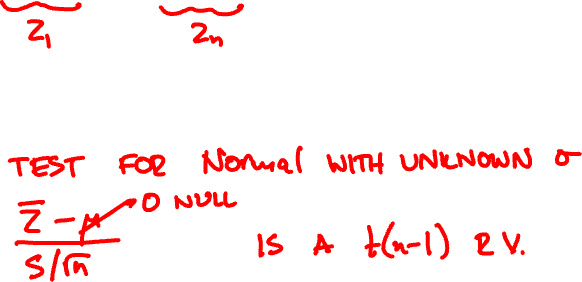 Z₁ Zₙ
TEST FOR Normal WITH UNKNOWN σ
Z̄ - μ → 0 NULL
S/√n IS A t(n-1) RV.